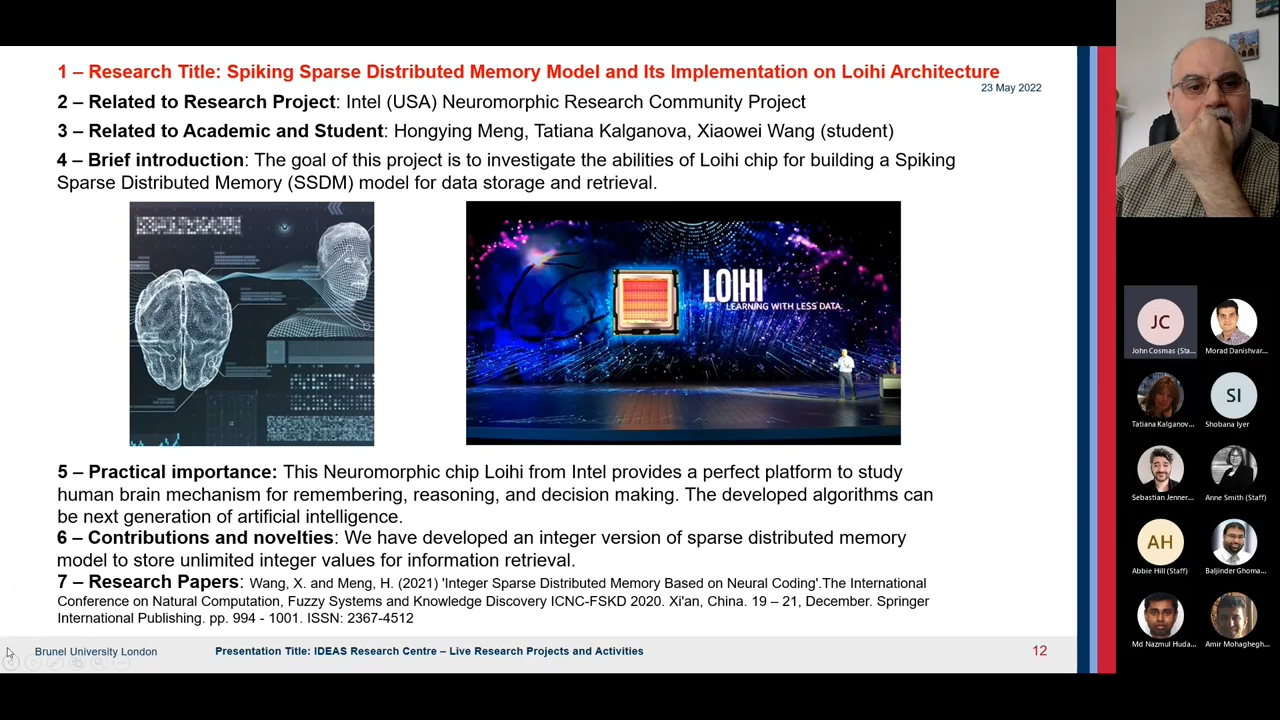 1 – Research Title: Spiking Sparse Distributed Memory Model and Its Implementation on Loihi Architecture
23 May 2022
2 – Related to Research Project: Intel (USA) Neuromorphic Research Community Project
3 – Related to Academic and Student: Hongying Meng, Tatiana Kalganova, Xiaowei Wang (student)
4 – Brief introduction: The goal of this project is to investigate the abilities of Loihi chip for building a Spiking
Sparse Distributed Memory (SSDM) model for data storage and retrieval.
LOIHI
LEARNING WITH LESS DATA.
5 – Practical importance: This Neuromorphic chip Loihi from Intel provides a perfect platform to study
human brain mechanism for remembering, reasoning, and decision making. The developed algorithms can
be next generation of artificial intelligence.
6 – Contributions and novelties: We have developed an integer version of sparse distributed memory
model to store unlimited integer values for information retrieval.
7 – Research Papers: Wang, X. and Meng, H. (2021) 'Integer Sparse Distributed Memory Based on Neural Coding'.The International
Conference on Natural Computation, Fuzzy Systems and Knowledge Discovery ICNC-FSKD 2020. Xi'an, China. 19 – 21, December. Springer
International Publishing. pp. 994 - 1001. ISSN: 2367-4512
Brunel University London
Presentation Title: IDEAS Research Centre – Live Research Projects and Activities
12
JC
John Cosmas (Sta...
Morad Danishvar...
Tatiana Kalganov...
SI
Shobana Iyer
Sebastian Jenner...
Anne Smith (Staff)
AH
Abbie Hill (Staff)
Baljinder Ghoma...
Md Nazmul Huda...
Amir Mohaghegh...